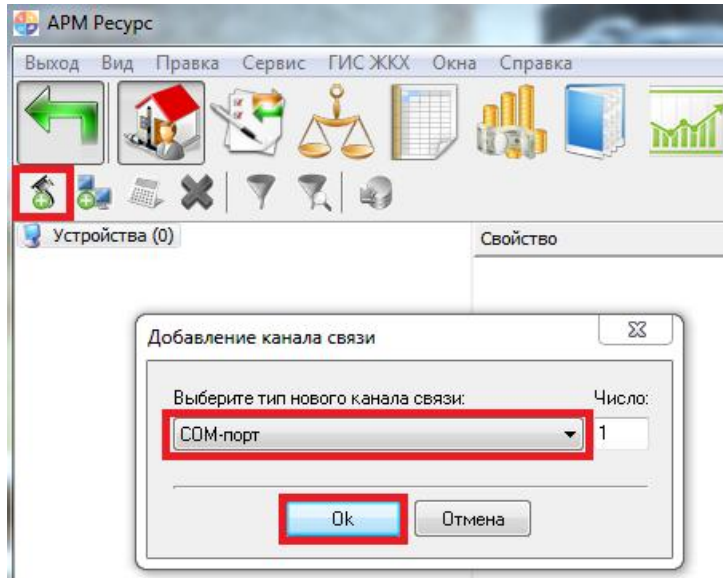 АРМ Ресурс
Выход Вид Правка Сервис ГИС ЖКХ Окна Справка
Устройства (0)
Свойство
Добавление канала связи
Выберите тип нового канала связи: Число:
COM-порт 1
Ok Отмена